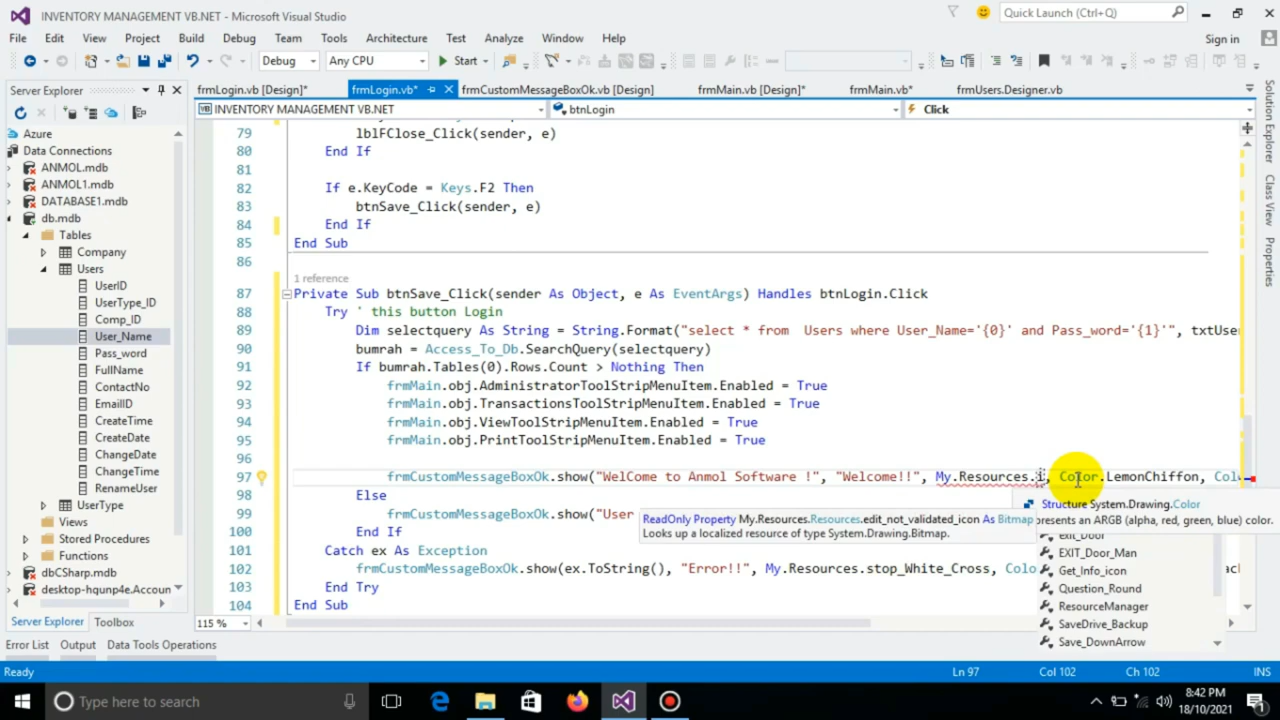 INVENTORY MANAGEMENT VB.NET - Microsoft Visual Studio
Quick Launch (Ctrl+Q)
File Edit View Project Build Debug Team Tools Architecture Test Analyze Window Help
Sign in
Debug Any CPU Start
Server Explorer
frmLogin.vb [Design]* frmLogin.vb* frmCustomMessageBoxOk.vb [Design] frmMain.vb [Design]* frmMain.vb* frmUsers.Designer.vb
INVENTORY MANAGEMENT VB.NET btnLogin Click
Azure
Data Connections
ANMOL.mdb
ANMOL1.mdb
DATABASE1.mdb
db.mdb
Tables
Company
Users
UserID
UserType_ID
Comp_ID
User_Name
Pass_word
FullName
ContactNo
EmailID
CreateTime
CreateDate
ChangeDate
ChangeTime
RenameUser
UserType
Views
Stored Procedures
Functions
dbCSharp.mdb
desktop-hqunp4e.Accoun
Server Explorer Toolbox
79 lblFClose_Click(sender, e)
80 End If
81
82 If e.KeyCode = Keys.F2 Then
83 btnSave_Click(sender, e)
84 End If
85 End Sub
86
1 reference
87 Private Sub btnSave_Click(sender As Object, e As EventArgs) Handles btnLogin.Click
88 Try ' this button Login
89 Dim selectquery As String = String.Format("select * from  Users where User_Name='{0}' and Pass_word='{1}'", txtUse
90 bumrah = Access_To_Db.SearchQuery(selectquery)
91 If bumrah.Tables(0).Rows.Count > Nothing Then
92 frmMain.obj.AdministratorToolStripMenuItem.Enabled = True
93 frmMain.obj.TransactionsToolStripMenuItem.Enabled = True
94 frmMain.obj.ViewToolStripMenuItem.Enabled = True
95 frmMain.obj.PrintToolStripMenuItem.Enabled = True
96
97 frmCustomMessageBoxOk.show("WelCome to Anmol Software !", "Welcome!!", My.Resources.i, Color.LemonChiffon, Colo
98 Else
Structure System.Drawing.Color
99 frmCustomMessageBoxOk.show("User
ReadOnly Property My.Resources.Resources.edit_not_validated_icon As Bitmap
presents an ARGB (alpha, red, green, blue) color.
Looks up a localized resource of type System.Drawing.Bitmap.
100 End If
exit_Door
101 Catch ex As Exception
EXIT_Door_Man
102 frmCustomMessageBoxOk.show(ex.ToString(), "Error!!", My.Resources.stop_White_Cross, Colo
Get_Info_icon
ack
103 End Try
Question_Round
104 End Sub
ResourceManager
SaveDrive_Backup
Save_DownArrow
115 %
Solution Explorer
Class View
Properties
Error List Output Data Tools Operations
Ready Ln 97 Col 102 Ch 102 INS
Type here to search
8:42 PM
18/10/2021
1